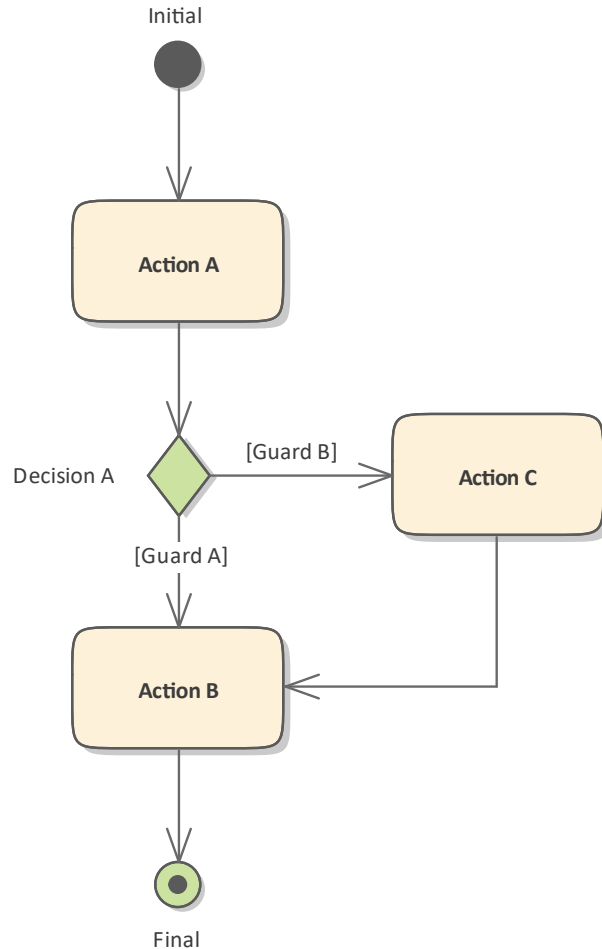 Initial
Action A
[Guard B]
Decision A
Action C
[Guard A]
Action B
Final